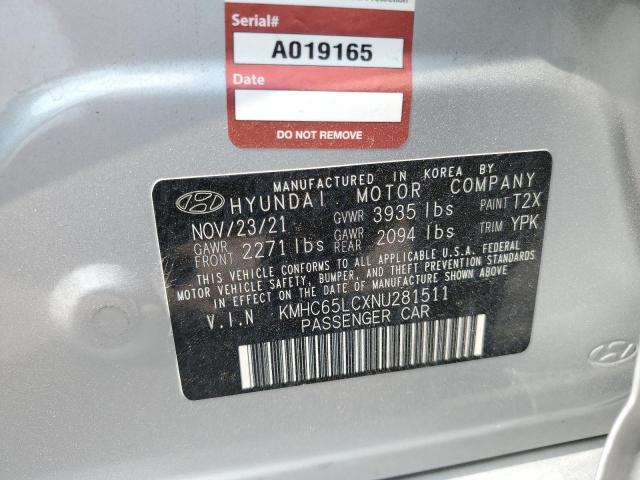 Serial#
A019165
Date
DO NOT REMOVE
MANUFACTURED IN KOREA BY
HYUNDAI MOTOR COMPANY
NOV/23/21 GVWR 3935 lbs PAINT T2X
GAWR FRONT 2271 lbs GAWR REAR 2094 lbs TRIM YPK
THIS VEHICLE CONFORMS TO ALL APPLICABLE U.S.A. FEDERAL
MOTOR VEHICLE SAFETY, BUMPER, AND THEFT PREVENTION
STANDARDS IN EFFECT ON THE DATE OF MANUFACTURE SHOWN ABOVE.
V.I.N KMHC65LCXNU281511
PASSENGER CAR